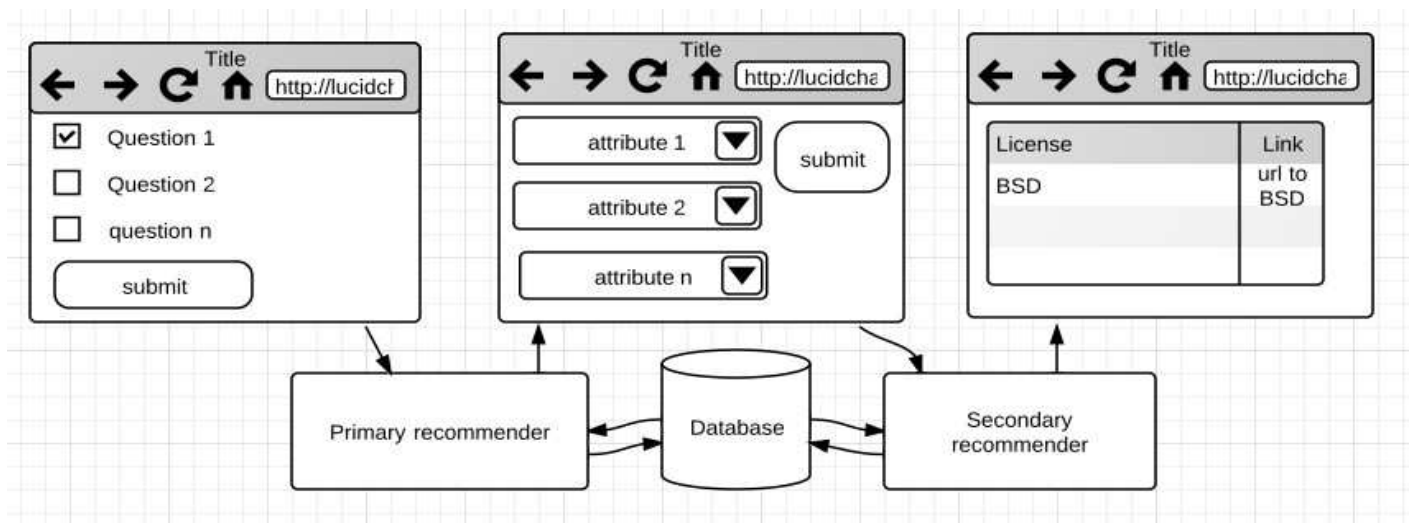 Title
http://lucidch
Question 1
Question 2
question n
submit
Title
http://lucidcha
attribute 1
submit
attribute 2
attribute n
Title
http://lucidcha
License Link
BSD url to
BSD
Primary recommender
Database
Secondary
recommender